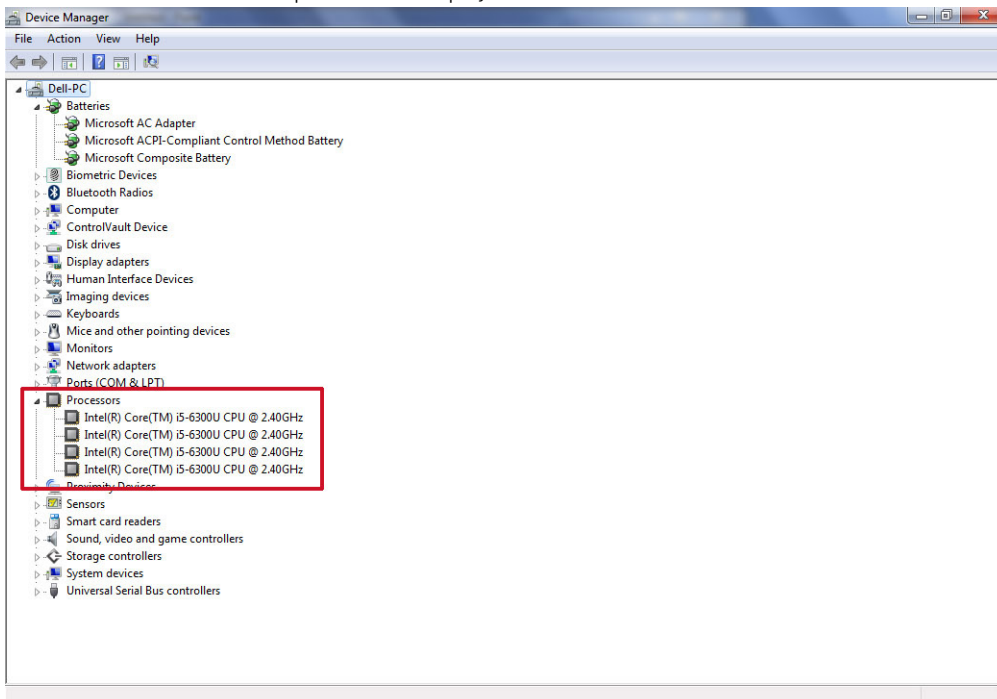 Device Manager
File Action View Help
Dell-PC
Batteries
Microsoft AC Adapter
Microsoft ACPI-Compliant Control Method Battery
Microsoft Composite Battery
Biometric Devices
Bluetooth Radios
Computer
ControlVault Device
Disk drives
Display adapters
Human Interface Devices
Imaging devices
Keyboards
Mice and other pointing devices
Monitors
Network adapters
Ports (COM & LPT)
Processors
Intel(R) Core(TM) i5-6300U CPU @ 2.40GHz
Intel(R) Core(TM) i5-6300U CPU @ 2.40GHz
Intel(R) Core(TM) i5-6300U CPU @ 2.40GHz
Intel(R) Core(TM) i5-6300U CPU @ 2.40GHz
Proximity Devices
Sensors
Smart card readers
Sound, video and game controllers
Storage controllers
System devices
Universal Serial Bus controllers